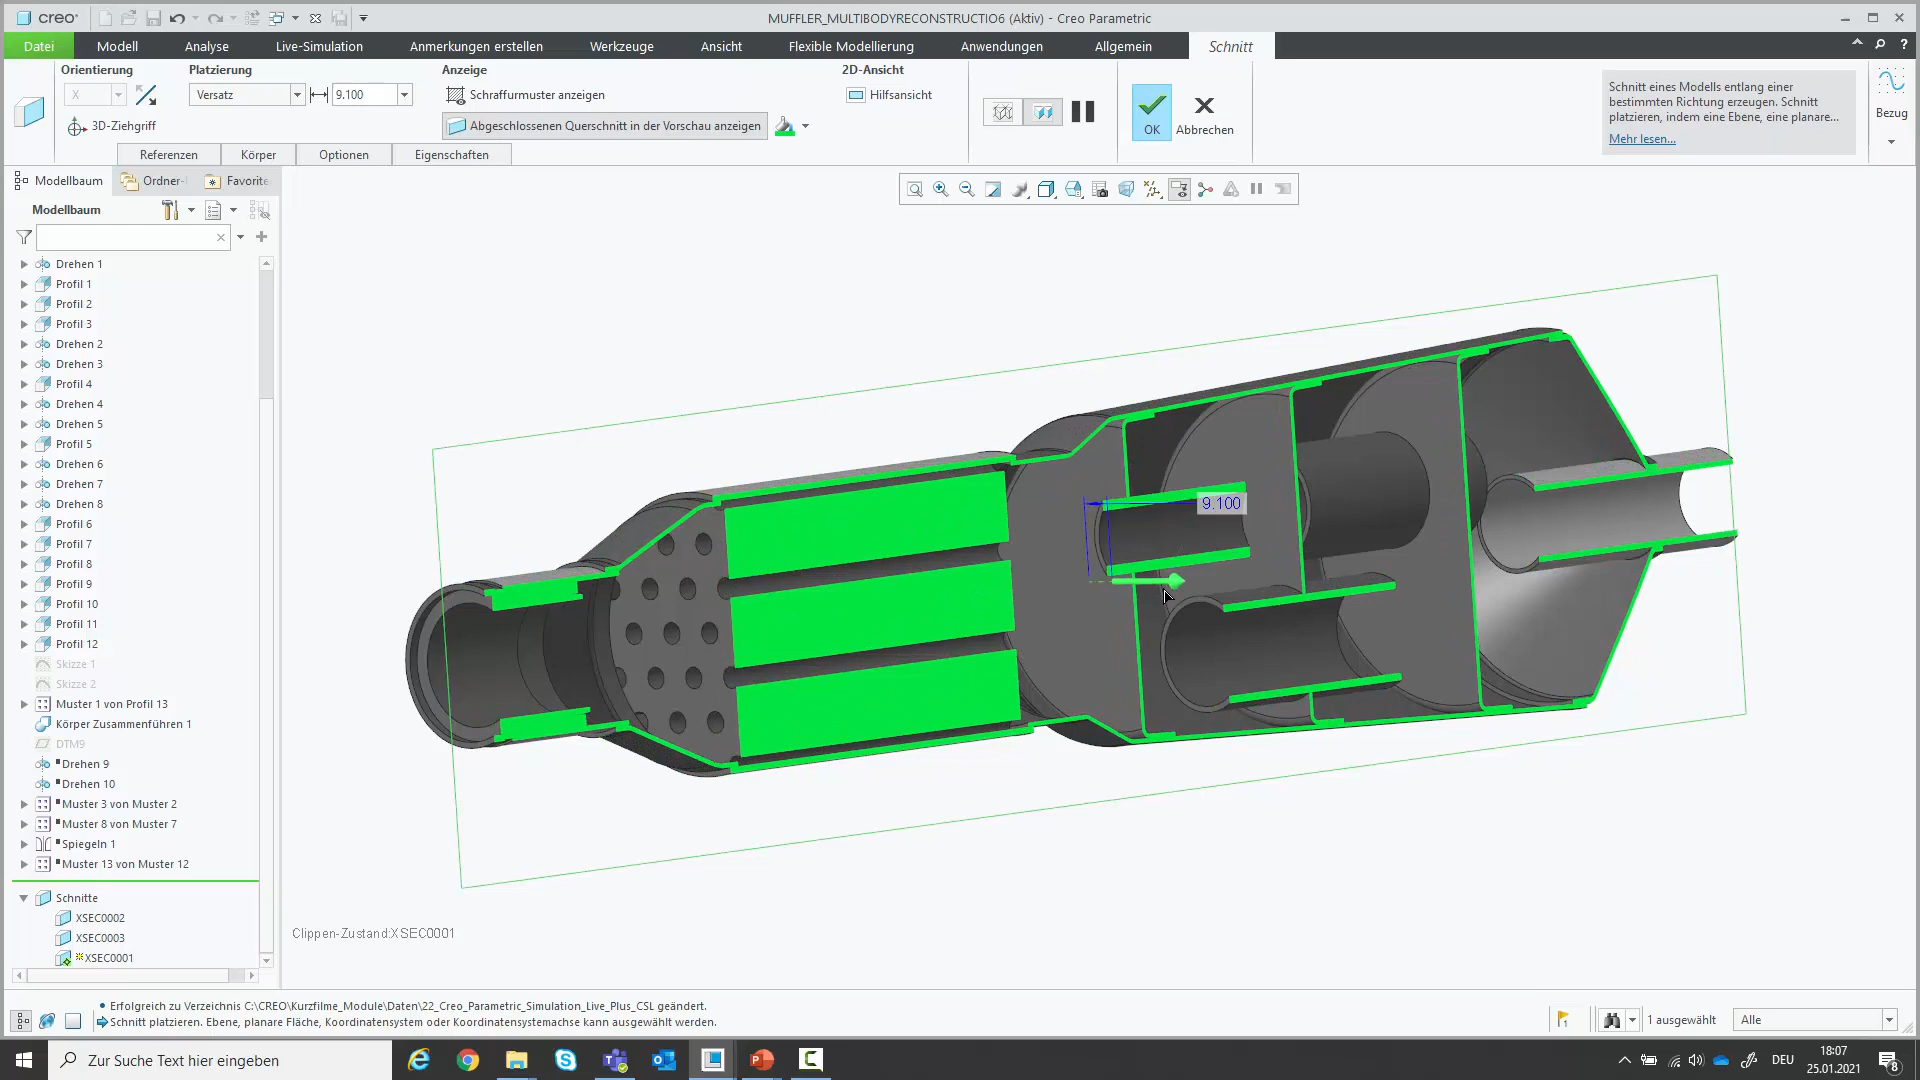 creo
MUFFLER_MULTIBODYRECONSTRUCTIO6 (Aktiv) - Creo Parametric
Datei
Modell
Analyse
Live-Simulation
Anmerkungen erstellen
Werkzeuge
Ansicht
Flexible Modellierung
Anwendungen
Allgemein
Schnitt
Orientierung
X
3D-Ziehgriff
Platzierung
Versatz
9.100
Anzeige
Schraffurmuster anzeigen
Abgeschlossenen Querschnitt in der Vorschau anzeigen
2D-Ansicht
Hilfsansicht
OK
Abbrechen
Schnitt eines Modells entlang einer
bestimmten Richtung erzeugen. Schnitt
platzieren, indem eine Ebene, eine planare...
Mehr lesen...
Bezug
Referenzen
Körper
Optionen
Eigenschaften
Modellbaum
Ordner-
Favorite
Modellbaum
Drehen 1
Profil 1
Profil 2
Profil 3
Drehen 2
Drehen 3
Profil 4
Drehen 4
Drehen 5
Profil 5
Drehen 6
Drehen 7
Drehen 8
Profil 6
Profil 7
Profil 8
Profil 9
Profil 10
Profil 11
Profil 12
Skizze 1
Skizze 2
Muster 1 von Profil 13
Körper Zusammenführen 1
DTM9
Drehen 9
Drehen 10
Muster 3 von Muster 2
Muster 8 von Muster 7
Spiegeln 1
Muster 13 von Muster 12
Schnitte
XSEC0002
XSEC0003
XSEC0001
9.100
Clippen-Zustand:XSEC0001
• Erfolgreich zu Verzeichnis C:\CREO\Kurzfilme_Module\Daten\22_Creo_Parametric_Simulation_Live_Plus_CSL geändert.
Schnitt platzieren. Ebene, planare Fläche, Koordinatensystem oder Koordinatensystemachse kann ausgewählt werden.
1 ausgewählt
Alle
Zur Suche Text hier eingeben
DEU
18:07
25.01.2021
8